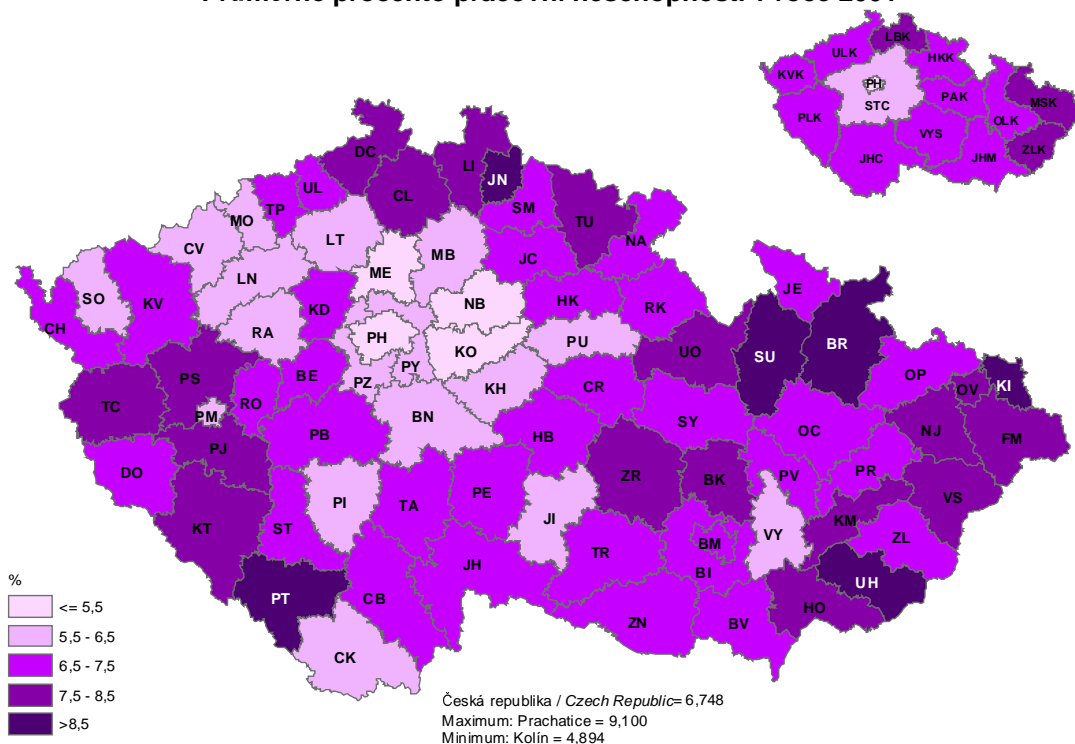 LBK
ULK
HKK
KVK
PH
PAK
MSK
STC
PLK
OLK
VYS
ZLK
JHC
JHM
DC
LI
JN
UL
CL
TP
SM
MO
TU
LT
NA
CV
MB
JC
ME
LN
JE
SO
KV
NB
HK
KD
RK
CH
RA
PH
PU
BR
KO
UO
SU
PY
OP
BE
PS
PZ
KH
CR
OV
KI
TC
RO
PM
BN
SY
OC
NJ
PB
HB
FM
PJ
DO
ZR
BK
PV
PR
PE
VS
PI
TA
JI
KT
ST
KM
VY
ZL
BM
TR
JH
BI
UH
PT
CB
HO
ZN
BV
CK
%
<= 5,5
5,5 - 6,5
6,5 - 7,5
7,5 - 8,5
>8,5
Česká republika / Czech Republic= 6,748
Maximum: Prachatice = 9,100
Minimum: Kolín = 4,894